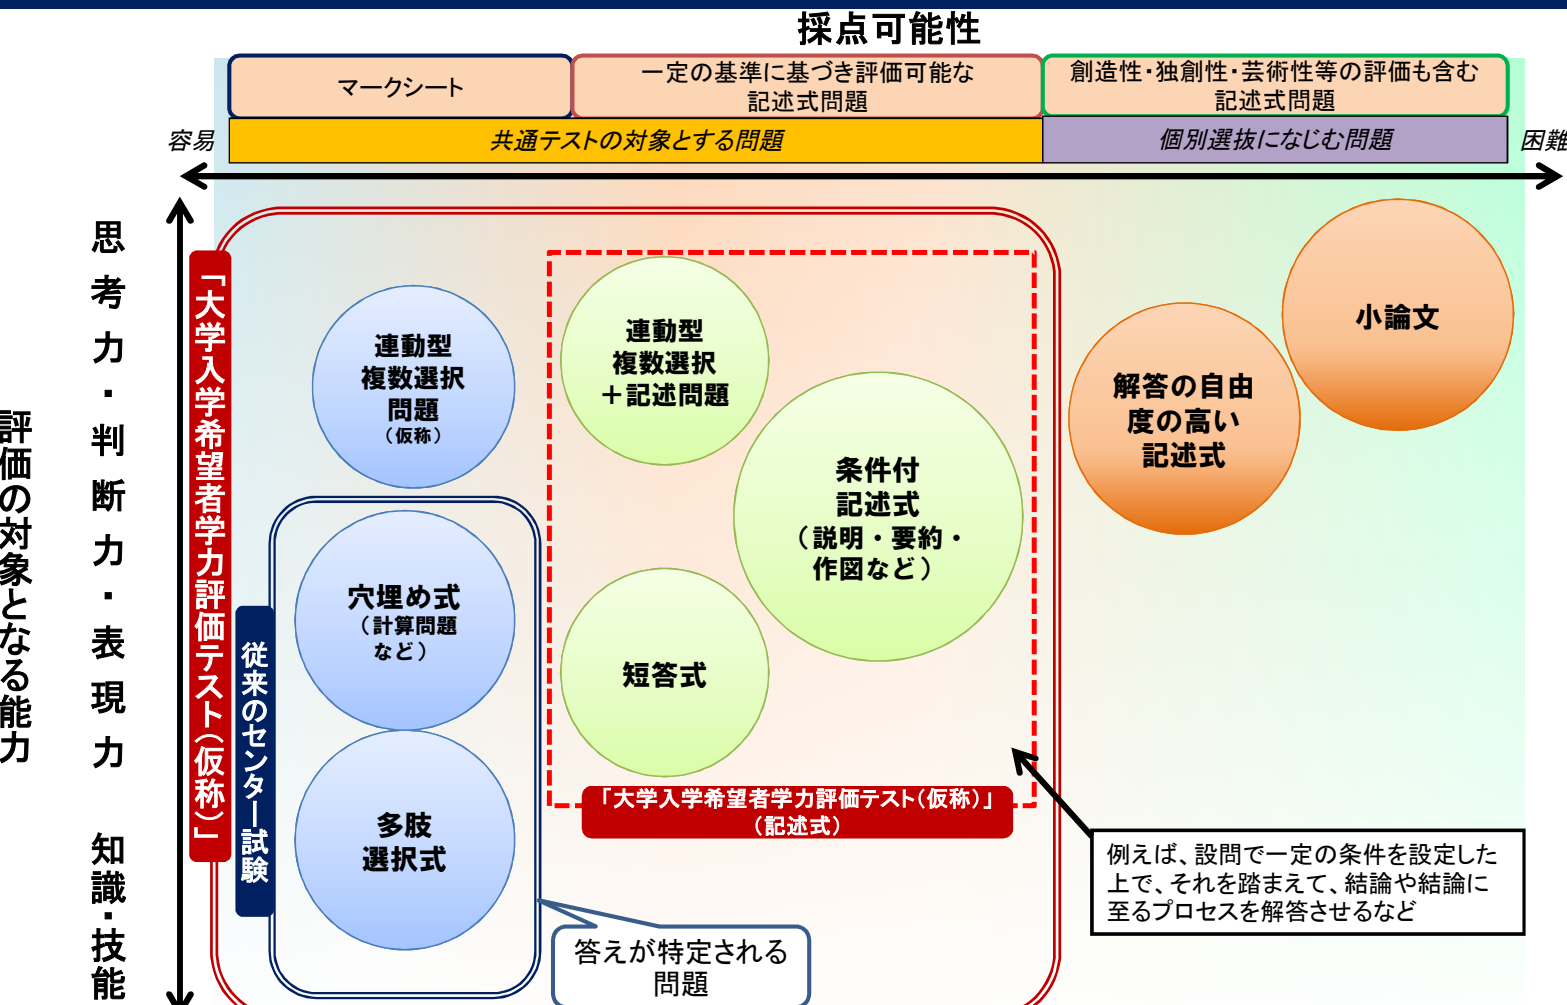 採点可能性
マークシート
一定の基準に基づき評価可能な
記述式問題
創造性・独創性・芸術性等の評価も含む
記述式問題
容易
共通テストの対象とする問題
個別選抜になじむ問題
困難
評価の対象となる能力
思考力・判断力・表現力
知識・技能
「大学入学希望者学力評価テスト(仮称)」
従来のセンター試験
連動型
複数選択
問題
(仮称)
穴埋め式
(計算問題
など)
多肢
選択式
連動型
複数選択
+記述問題
条件付
記述式
(説明・要約・
作図など)
短答式
「大学入学希望者学力評価テスト(仮称)」
(記述式)
解答の自由
度の高い
記述式
小論文
例えば、設問で一定の条件を設定した
上で、それを踏まえて、結論や結論に
至るプロセスを解答させるなど
答えが特定される
問題